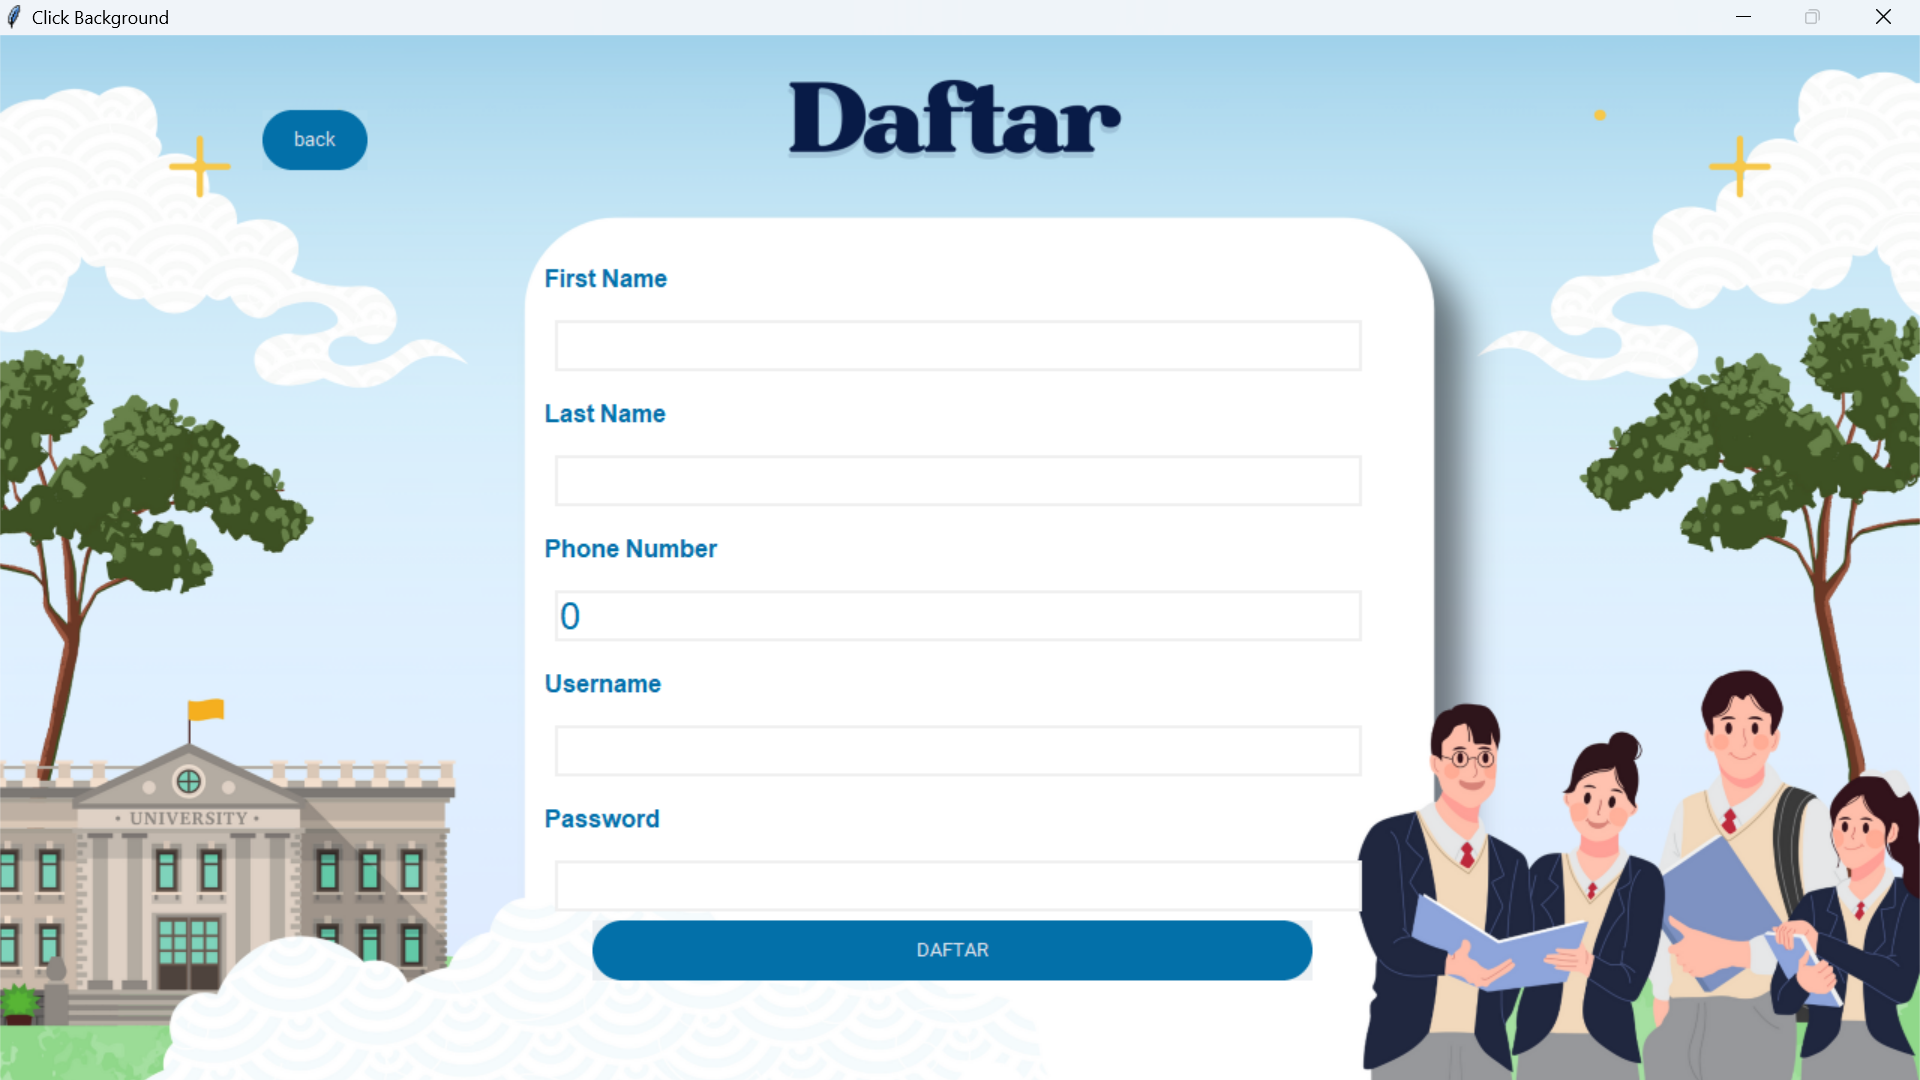 Click Background
back
Daftar
First Name
Last Name
Phone Number
0
Username
· UNIVERSITY ·
Password
DAFTAR